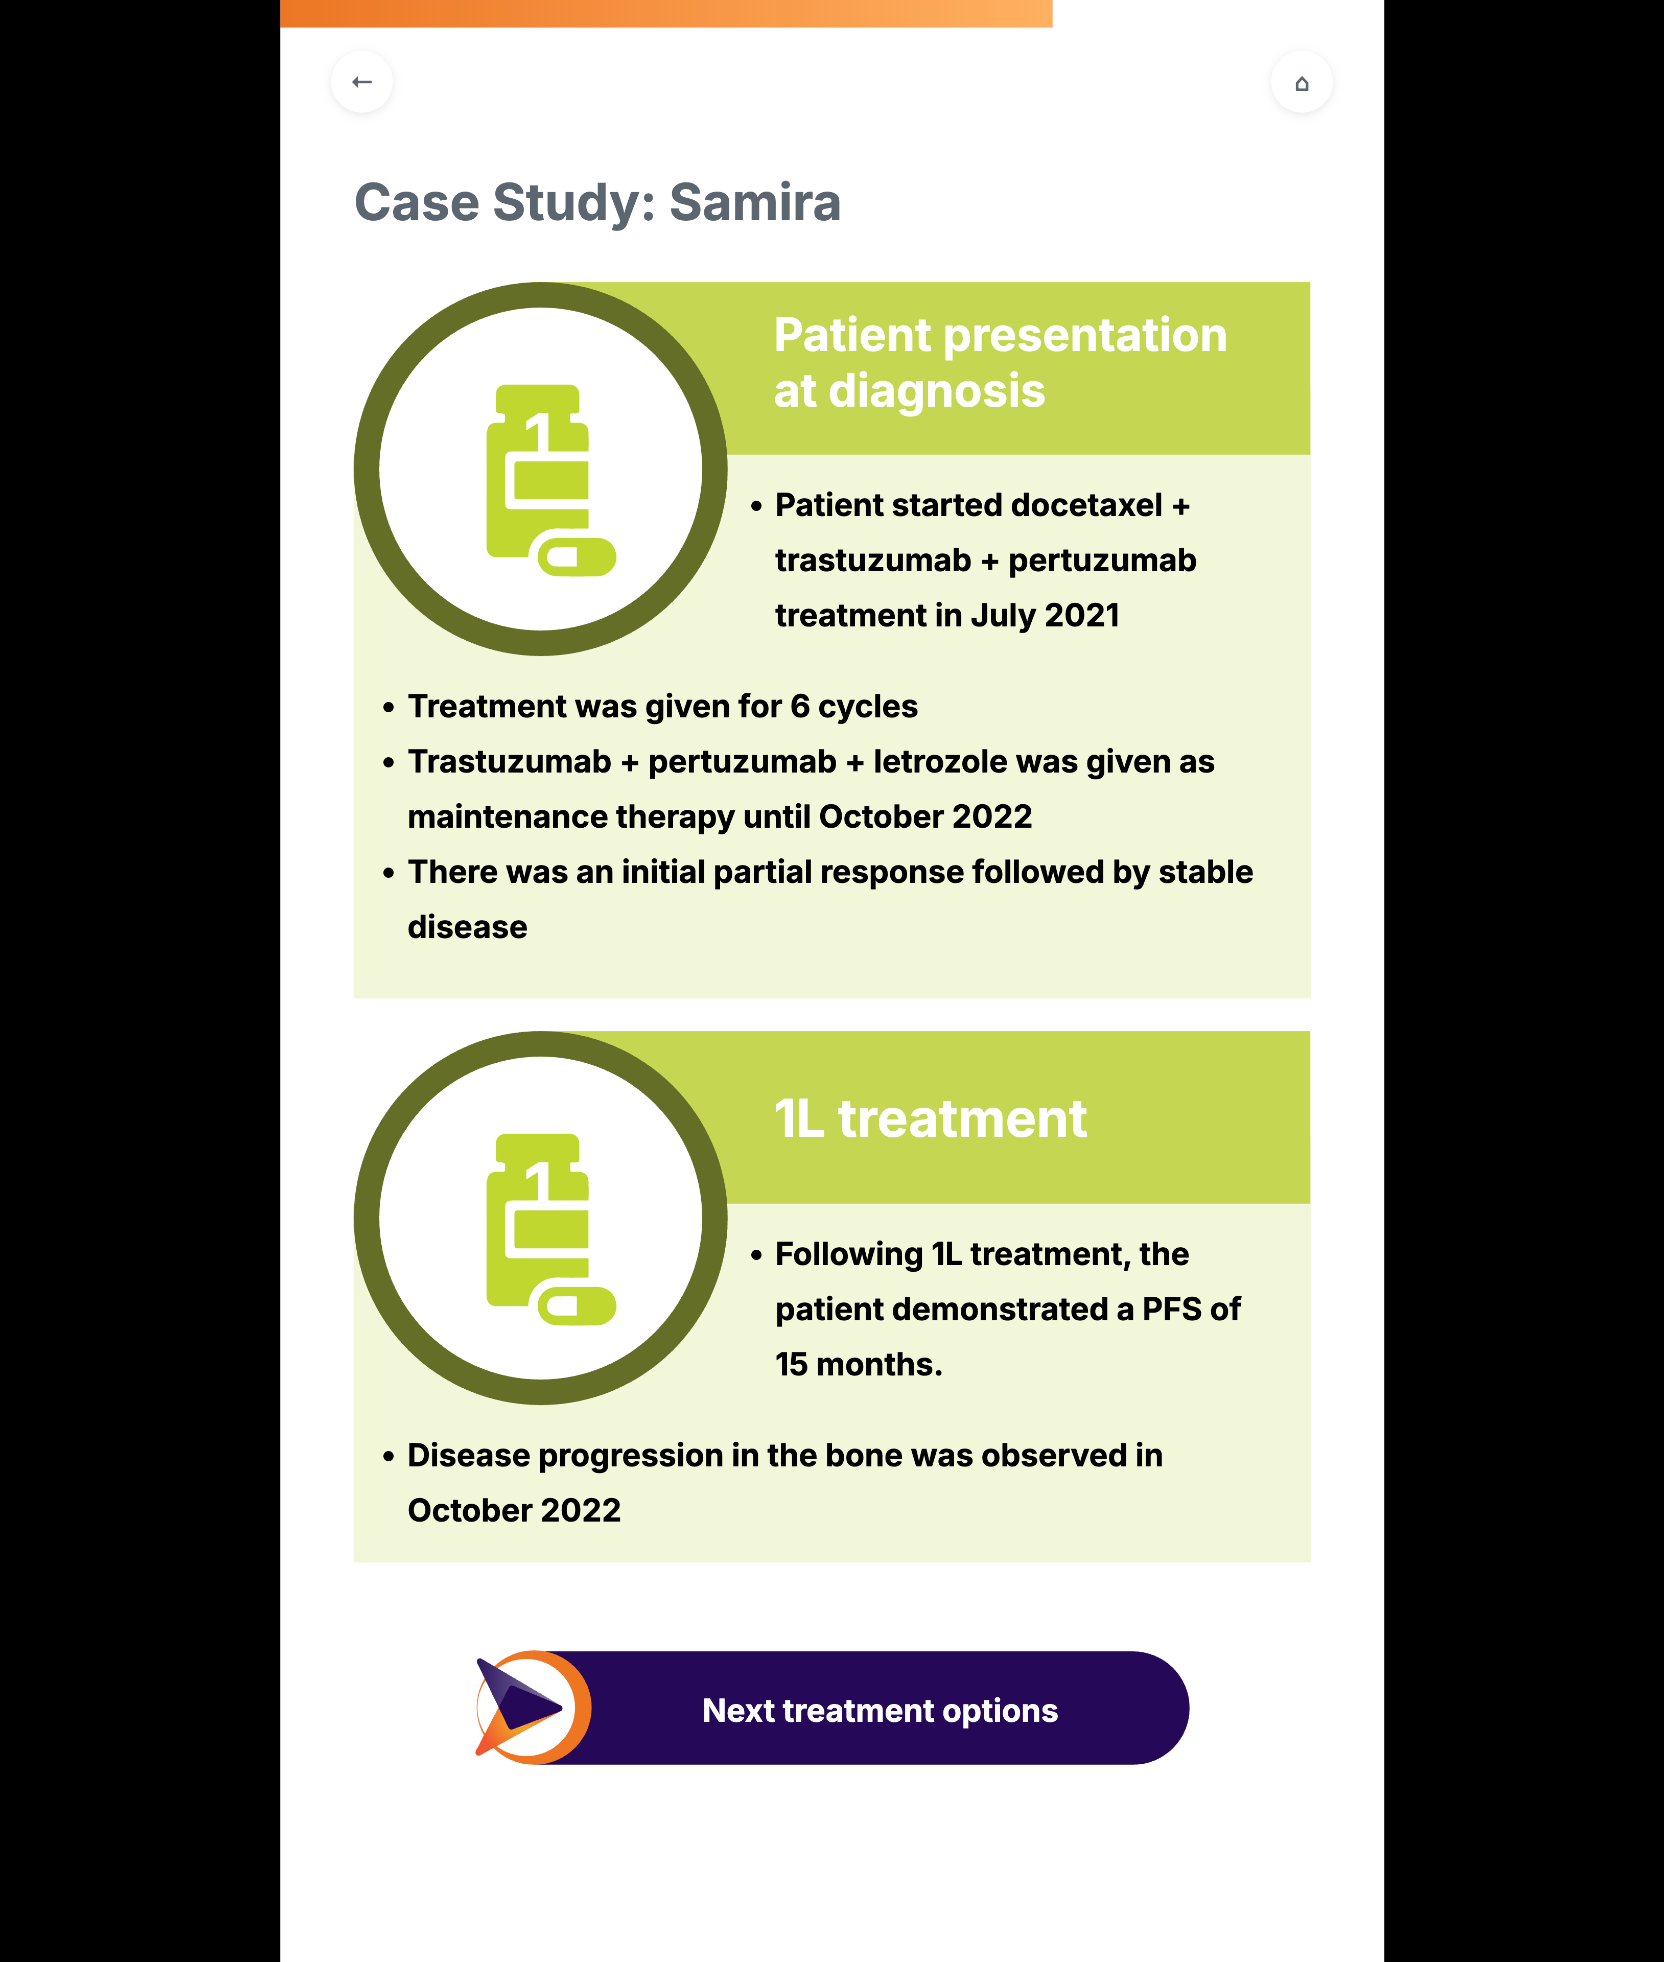 Case Study: Samira
Patient presentation
at diagnosis
1
• Patient started docetaxel +
trastuzumab + pertuzumab
treatment in July 2021
• Treatment was given for 6 cycles
• Trastuzumab + pertuzumab + letrozole was given as
maintenance therapy until October 2022
• There was an initial partial response followed by stable
disease
1L treatment
1
• Following 1L treatment, the
patient demonstrated a PFS of
15 months.
• Disease progression in the bone was observed in
October 2022
Next treatment options